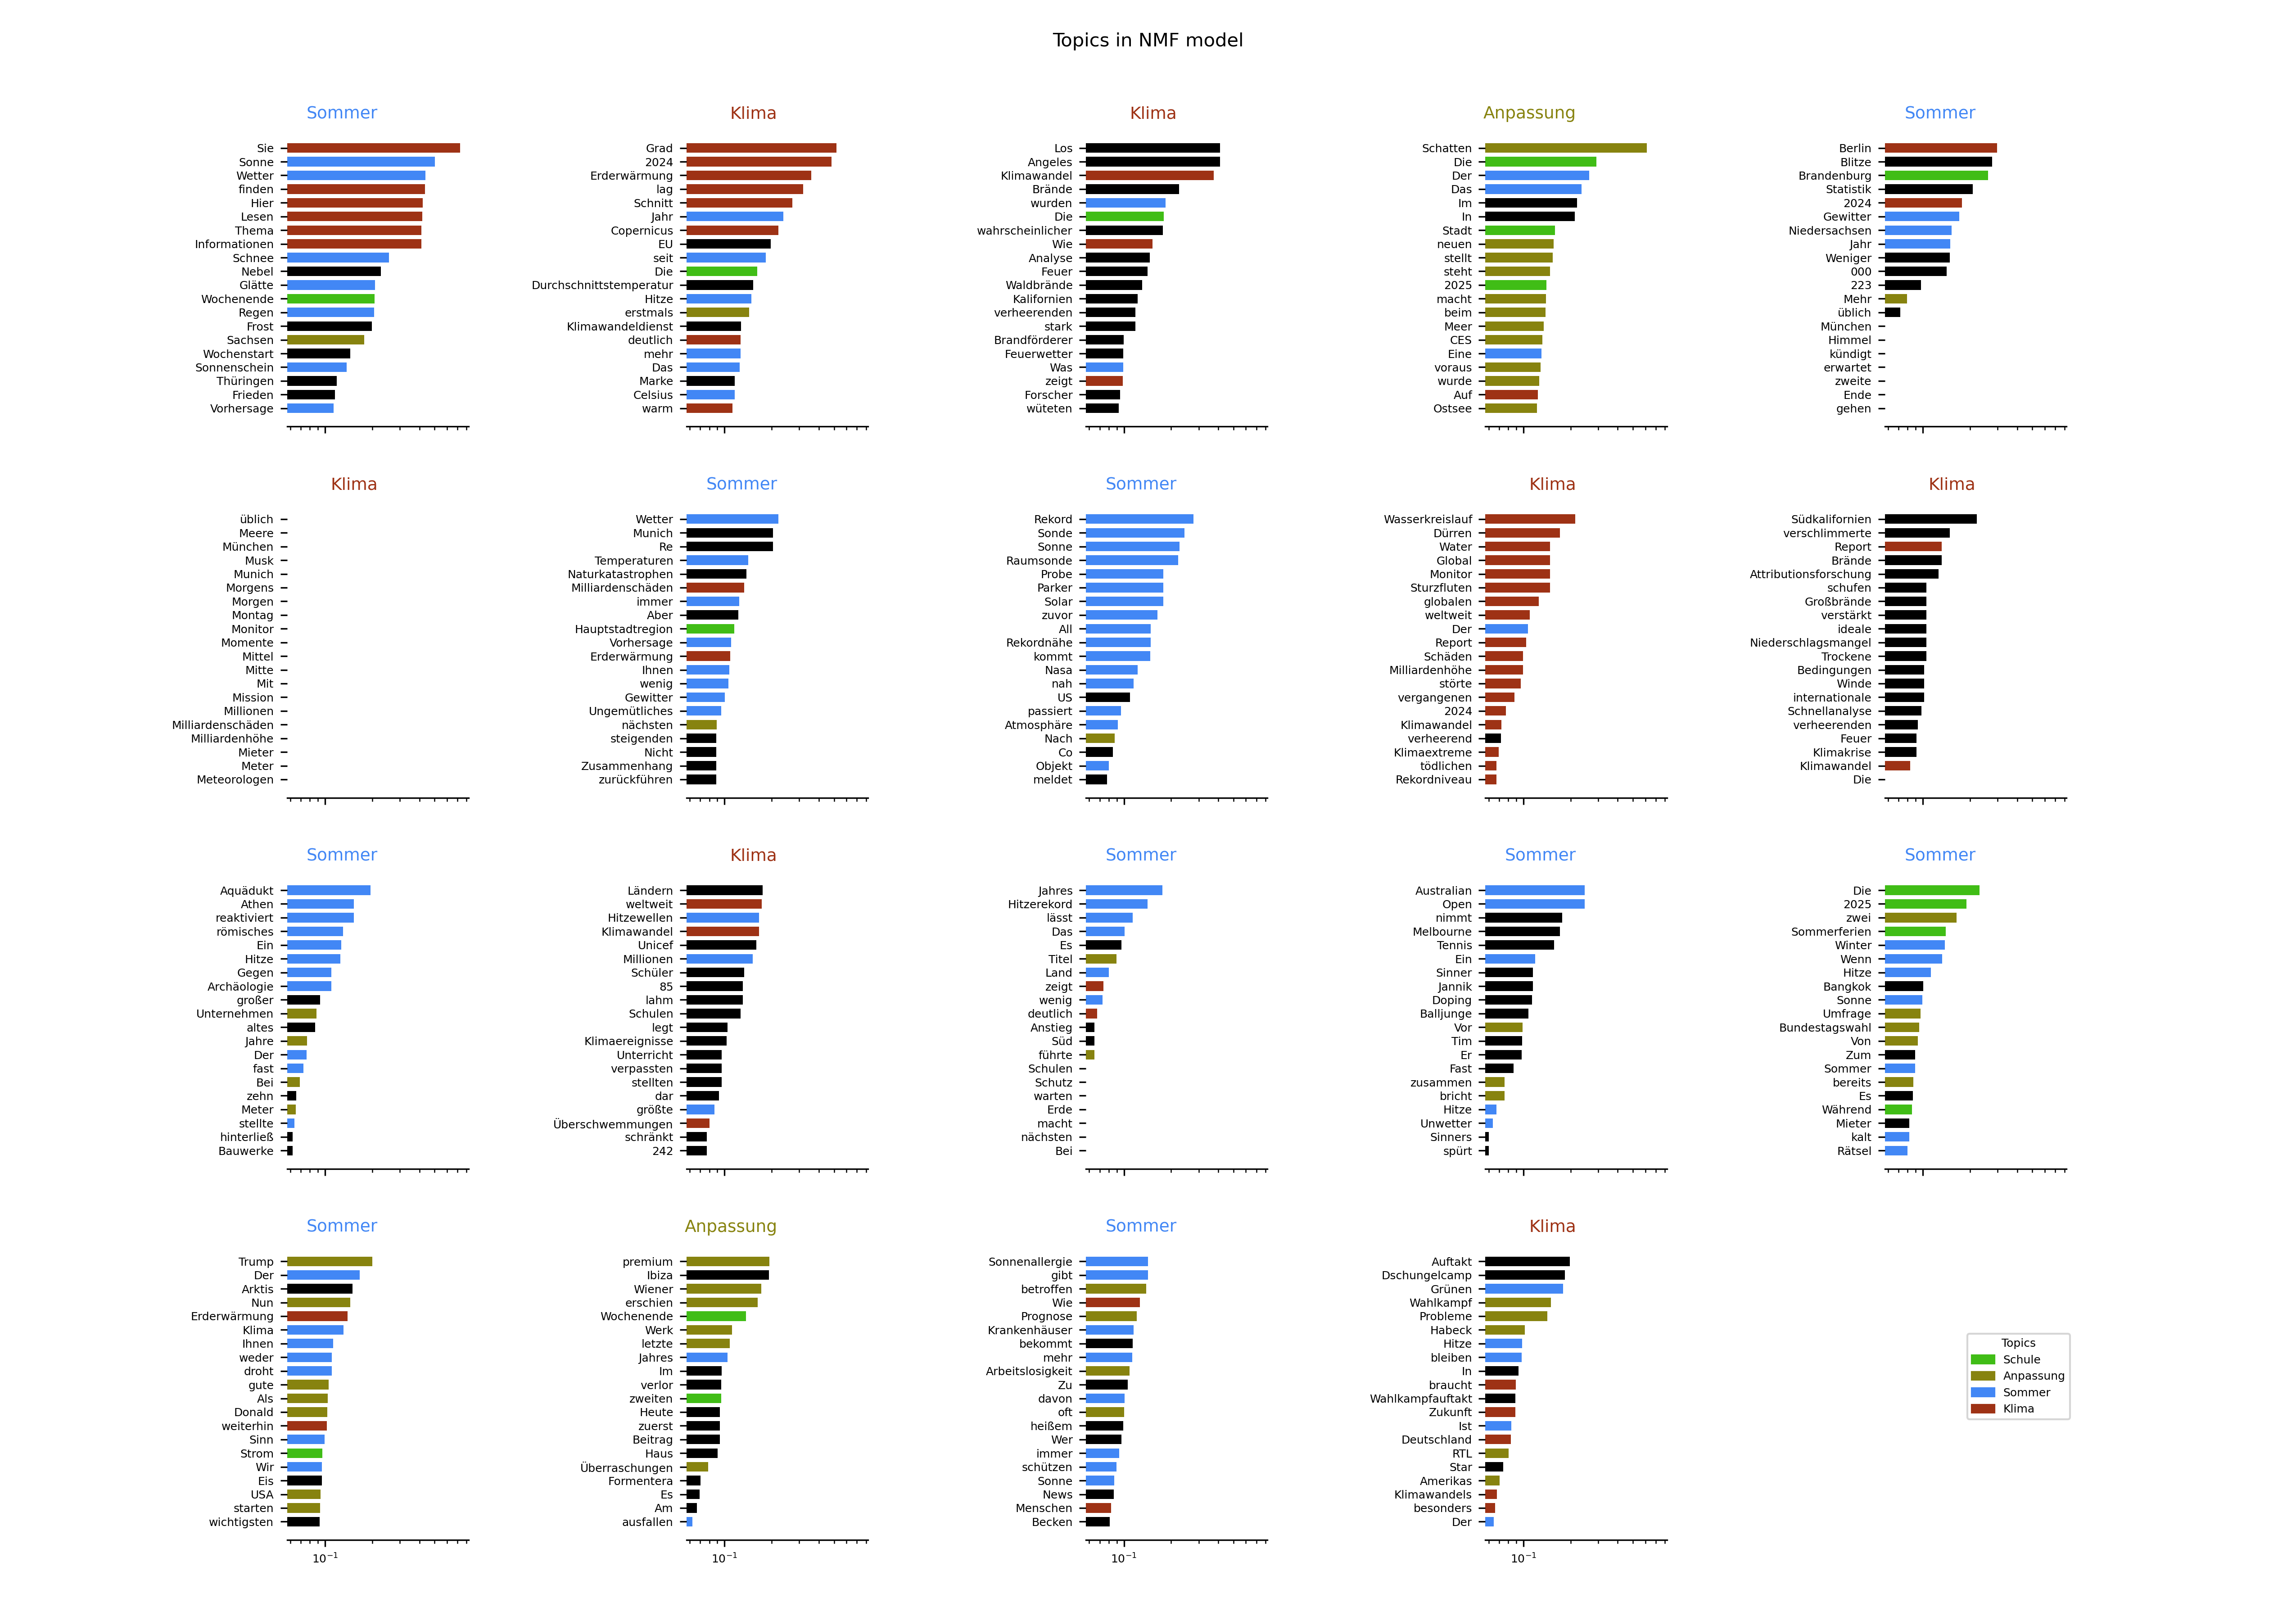 Topics in NMF model
Sommer
Sie
Sonne
Wetter
finden
Hier
Lesen
Thema
Informationen
Schnee
Nebel
Glätte
Wochenende
Regen
Frost
Sachsen
Wochenstart
Sonnenschein
Thüringen
Frieden
Vorhersage
Klima
Grad
2024
Erderwärmung
lag
Schnitt
Jahr
Copernicus
EU
seit
Die
Durchschnittstemperatur
Hitze
erstmals
Klimawandeldienst
deutlich
mehr
Das
Marke
Celsius
warm
Klima
Los
Angeles
Klimawandel
Brände
wurden
Die
wahrscheinlicher
Wie
Analyse
Feuer
Waldbrände
Kalifornien
verheerenden
stark
Brandförderer
Feuerwetter
Was
zeigt
Forscher
wüteten
Anpassung
Schatten
Die
Der
Das
Im
In
Stadt
neuen
stellt
steht
2025
macht
beim
Meer
CES
Eine
voraus
wurde
Auf
Ostsee
Sommer
Berlin
Blitze
Brandenburg
Statistik
2024
Gewitter
Niedersachsen
Jahr
Weniger
000
223
Mehr
üblich
München
Himmel
kündigt
erwartet
zweite
Ende
gehen
Klima
üblich
Meere
München
Musk
Munich
Morgens
Morgen
Montag
Monitor
Momente
Mittel
Mitte
Mit
Mission
Millionen
Milliardenschäden
Milliardenhöhe
Mieter
Meter
Meteorologen
Sommer
Wetter
Munich
Re
Temperaturen
Naturkatastrophen
Milliardenschäden
immer
Aber
Hauptstadtregion
Vorhersage
Erderwärmung
Ihnen
wenig
Gewitter
Ungemütliches
nächsten
steigenden
Nicht
Zusammenhang
zurückführen
Sommer
Rekord
Sonde
Sonne
Raumsonde
Probe
Parker
Solar
zuvor
All
Rekordnähe
kommt
Nasa
nah
US
passiert
Atmosphäre
Nach
Co
Objekt
meldet
Klima
Wasserkreislauf
Dürren
Water
Global
Monitor
Sturzfluten
globalen
weltweit
Der
Report
Schäden
Milliardenhöhe
störte
vergangenen
2024
Klimawandel
verheerend
Klimaextreme
tödlichen
Rekordniveau
Klima
Südkalifornien
verschlimmerte
Report
Brände
Attributionsforschung
schufen
Großbrände
verstärkt
ideale
Niederschlagsmangel
Trockene
Bedingungen
Winde
internationale
Schnellanalyse
verheerenden
Feuer
Klimakrise
Klimawandel
Die
Sommer
Aquädukt
Athen
reaktiviert
römisches
Ein
Hitze
Gegen
Archäologie
großer
Unternehmen
altes
Jahre
Der
fast
Bei
zehn
Meter
stellte
hinterließ
Bauwerke
Klima
Ländern
weltweit
Hitzewellen
Klimawandel
Unicef
Millionen
Schüler
85
lahm
Schulen
legt
Klimaereignisse
Unterricht
verpassten
stellten
dar
größte
Überschwemmungen
schränkt
242
Sommer
Jahres
Hitzerekord
lässt
Das
Es
Titel
Land
zeigt
wenig
deutlich
Anstieg
Süd
führte
Schulen
Schutz
warten
Erde
macht
nächsten
Bei
Sommer
Australian
Open
nimmt
Melbourne
Tennis
Ein
Sinner
Jannik
Doping
Balljunge
Vor
Tim
Er
Fast
zusammen
bricht
Hitze
Unwetter
Sinners
spürt
Sommer
Die
2025
zwei
Sommerferien
Winter
Wenn
Hitze
Bangkok
Sonne
Umfrage
Bundestagswahl
Von
Zum
Sommer
bereits
Es
Während
Mieter
kalt
Rätsel
Sommer
Trump
Der
Arktis
Nun
Erderwärmung
Klima
Ihnen
weder
droht
gute
Als
Donald
weiterhin
Sinn
Strom
Wir
Eis
USA
starten
wichtigsten
10⁻¹
Anpassung
premium
Ibiza
Wiener
erschien
Wochenende
Werk
letzte
Jahres
Im
verlor
zweiten
Heute
zuerst
Beitrag
Haus
Überraschungen
Formentera
Es
Am
ausfallen
10⁻¹
Sommer
Sonnenallergie
gibt
betroffen
Wie
Prognose
Krankenhäuser
bekommt
mehr
Arbeitslosigkeit
Zu
davon
oft
heißem
Wer
immer
schützen
Sonne
News
Menschen
Becken
10⁻¹
Klima
Auftakt
Dschungelcamp
Grünen
Wahlkampf
Probleme
Habeck
Hitze
bleiben
In
braucht
Wahlkampfauftakt
Zukunft
Ist
Deutschland
RTL
Star
Amerikas
Klimawandels
besonders
Der
10⁻¹
Topics
Schule
Anpassung
Sommer
Klima